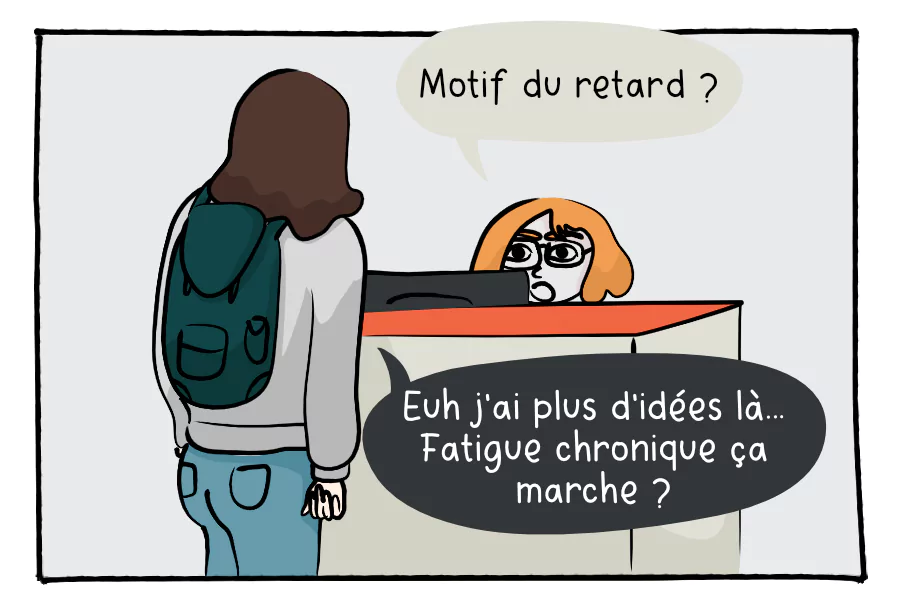 Motif du retard ?
Euh j'ai plus d'idées là...
Fatigue chronique ça
marche ?